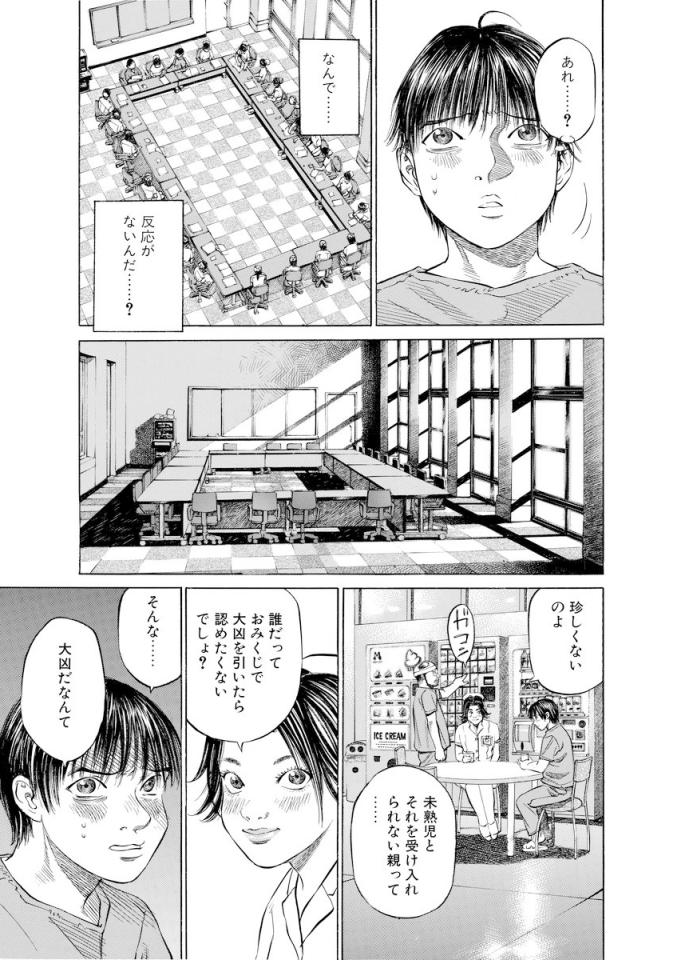 あれ……?
なんで……
反応が
ないんだ……?
珍しくない
のよ
ガコン
ICE CREAM
未熟児と
それを受け入れ
られない親って
……
誰だって
おみくじで
大凶を引いたら
認めたくない
でしょ?
そんな……
大凶だなんて